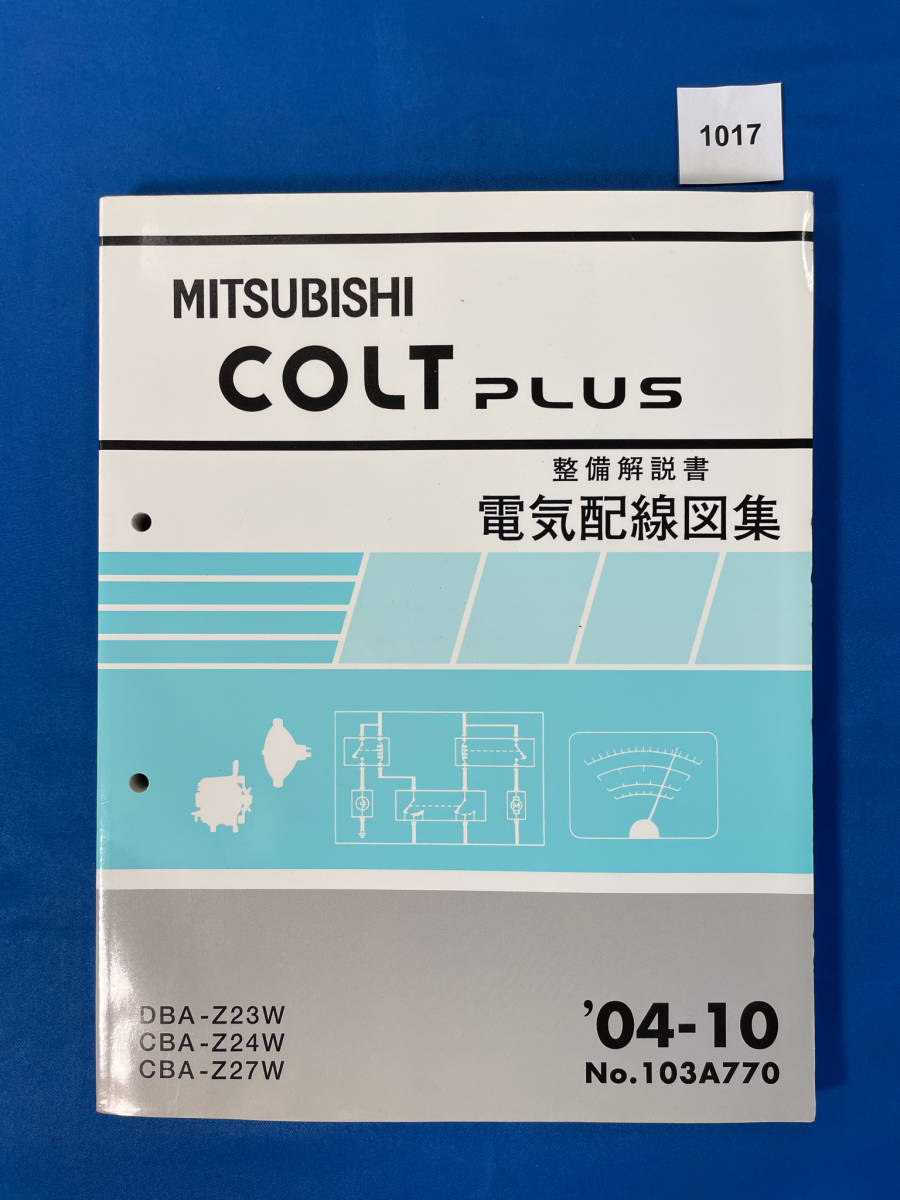 1017
MITSUBISHI
COLT PLUS
整備解説書
電気配線図集
DBA-Z23W
CBA-Z24W
CBA-Z27W
'04-10
No.103A770